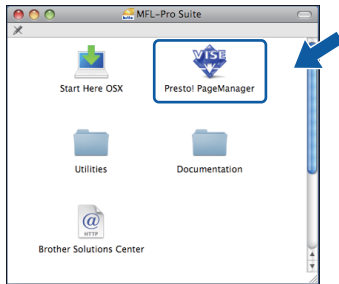 MFL-Pro Suite
Start Here OSX
VISE
Presto! PageManager
Utilities
Documentation
@
HTTP
Brother Solutions Center